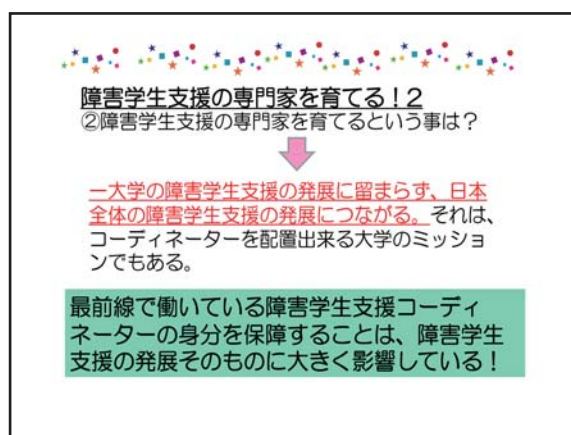 障害学生支援の専門家を育てる！2
②障害学生支援の専門家を育てるという事は？
一大学の障害学生支援の発展に留まらず、日本
全体の障害学生支援の発展につながる。それは、
コーディネーターを配置出来る大学のミッショ
ンでもある。
最前線で働いている障害学生支援コーディ
ネーターの身分を保障することは、障害学生
支援の発展そのものに大きく影響している！